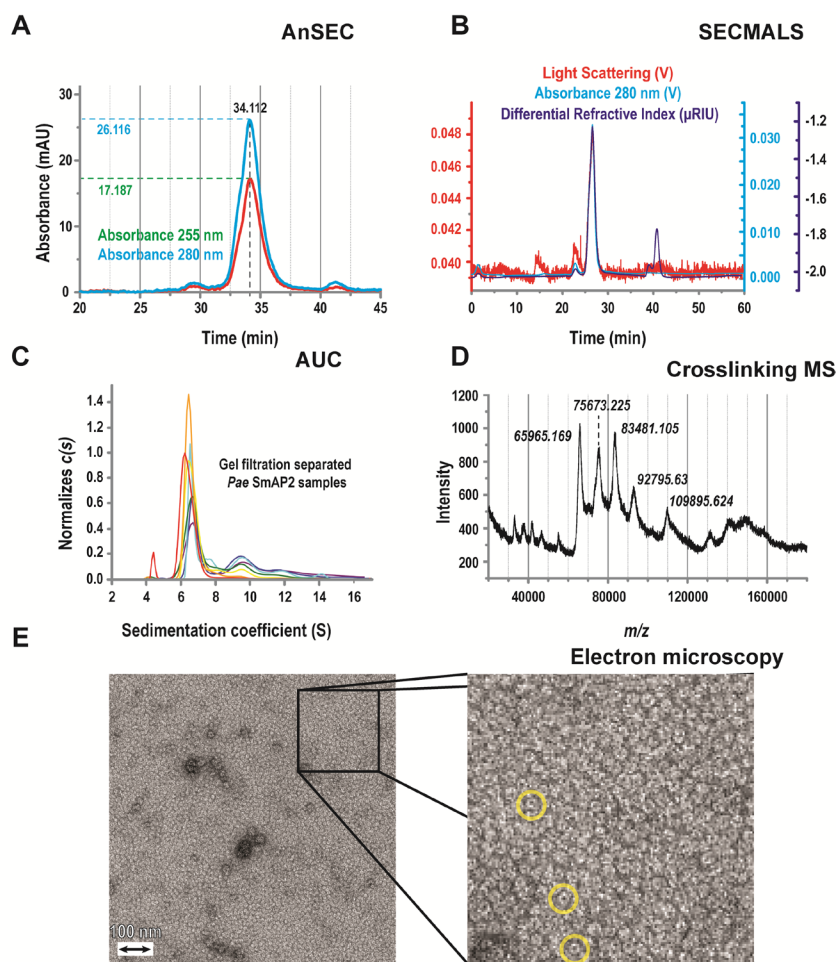 A
AnSEC
B
SECMALS
34.112
26.116
17.187
Absorbance 255 nm
Absorbance 280 nm
Absorbance (mAU)
30
25
20
15
10
5
0
20 25 30 35 40 45
Time (min)
Light Scattering (V)
Absorbance 280 nm (V)
Differential Refractive Index (µRIU)
0.048
0.046
0.044
0.042
0.040
0.030
0.020
0.010
0.000
-1.2
-1.4
-1.6
-1.8
-2.0
0 10 20 30 40 50 60
Time (min)
C
AUC
D
Crosslinking MS
Normalizes c(s)
1.4
1.2
1.0
0.8
0.6
0.4
0.2
0.0
Gel filtration separated
Pae SmAP2 samples
2 4 6 8 10 12 14 16
Sedimentation coefficient (S)
Intensity
1200
1000
800
600
400
200
75673.225
65965.169
83481.105
92795.63
109895.624
40000 80000 120000 160000
m/z
E
Electron microscopy
100 nm